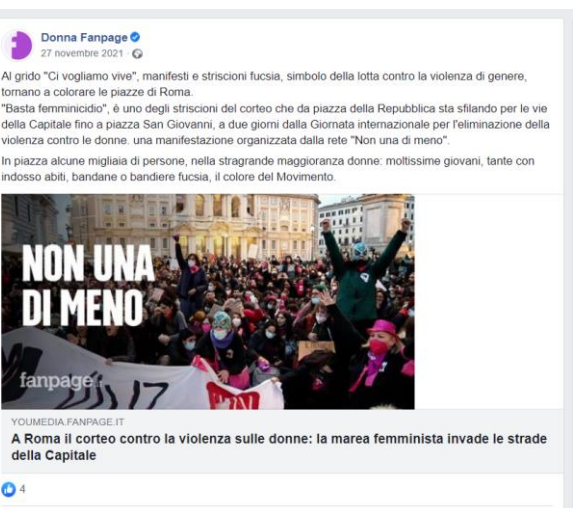 Donna Fanpage
27 novembre 2021 ·
Al grido "Ci vogliamo vive", manifesti e striscioni fucsia, simbolo della lotta contro la violenza di genere,
tornano a colorare le piazze di Roma.
"Basta femminicidio", è uno degli striscioni del corteo che da piazza della Repubblica sta sfilando per le vie
della Capitale fino a piazza San Giovanni, a due giorni dalla Giornata internazionale per l'eliminazione della
violenza contro le donne. una manifestazione organizzata dalla rete "Non una di meno".
In piazza alcune migliaia di persone, nella stragrande maggioranza donne: moltissime giovani, tante con
indosso abiti, bandane o bandiere fucsia, il colore del Movimento.
NON UNA
DI MENO
fanpage.it
YOUMEDIA.FANPAGE.IT
A Roma il corteo contro la violenza sulle donne: la marea femminista invade le strade
della Capitale
4